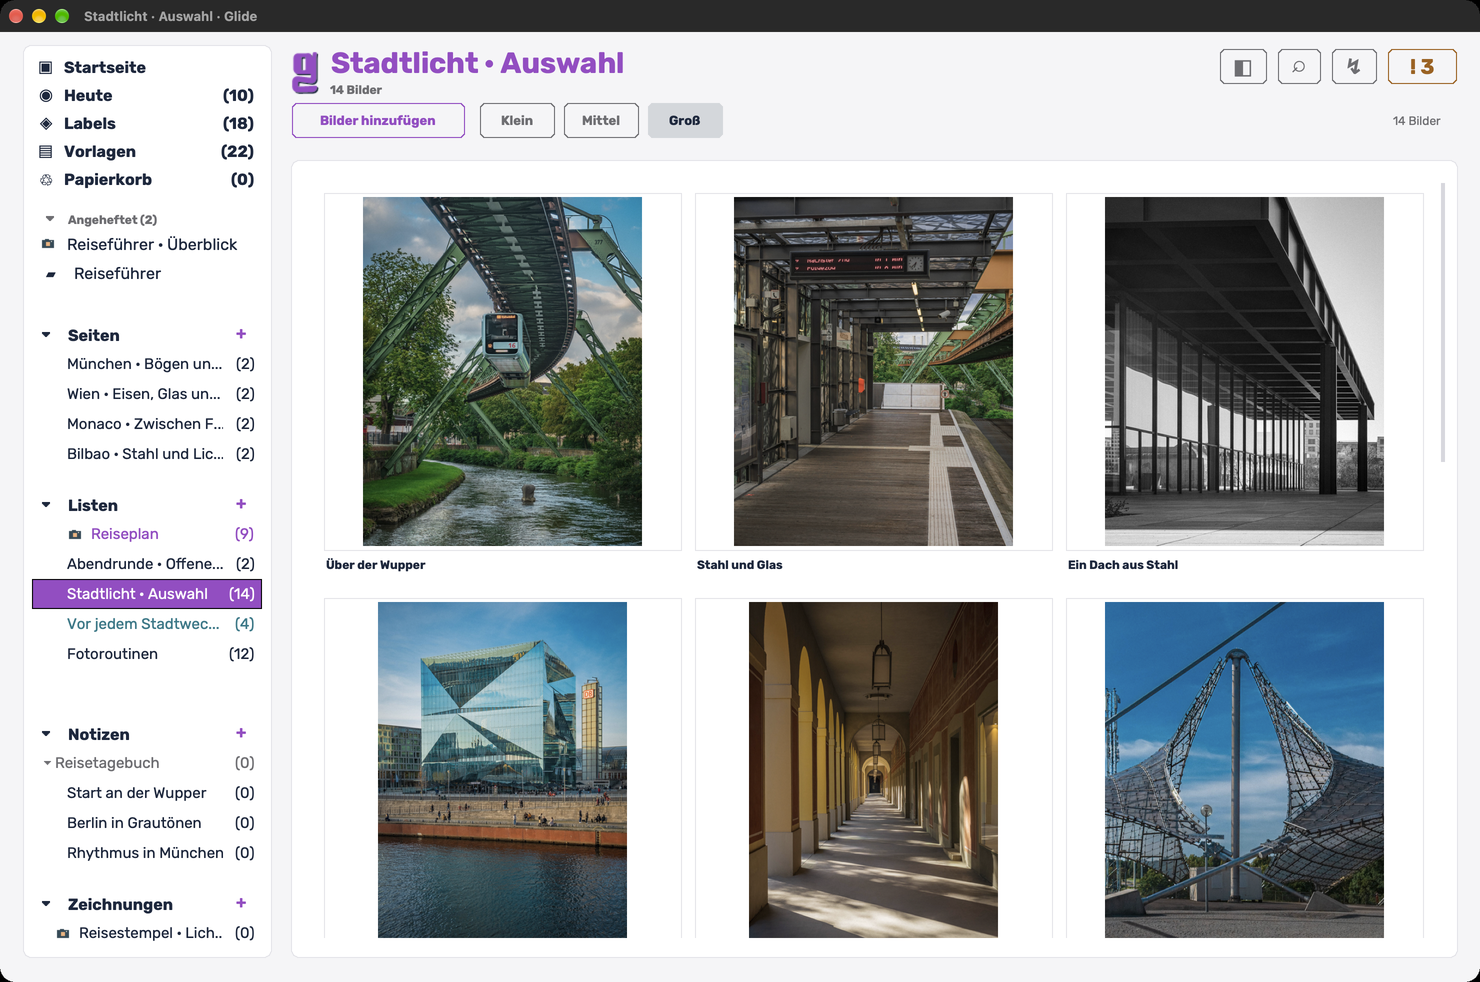 Stadtlicht · Auswahl · Glide
Startseite
Heute (10)
Labels (18)
Vorlagen (22)
Papierkorb (0)
Angeheftet (2)
Reiseführer • Überblick
Reiseführer
Seiten +
München • Bögen un... (2)
Wien • Eisen, Glas un... (2)
Monaco • Zwischen F... (2)
Bilbao • Stahl und Lic... (2)
Listen +
Reiseplan (9)
Abendrunde • Offene... (2)
Stadtlicht • Auswahl (14)
Vor jedem Stadtwec... (4)
Fotoroutinen (12)
Notizen +
Reisetagebuch (0)
Start an der Wupper (0)
Berlin in Grautönen (0)
Rhythmus in München (0)
Zeichnungen +
Reisestempel • Lich.. (0)
g Stadtlicht • Auswahl
14 Bilder
! 3
Bilder hinzufügen Klein Mittel Groß
14 Bilder
Über der Wupper
Stahl und Glas
Ein Dach aus Stahl